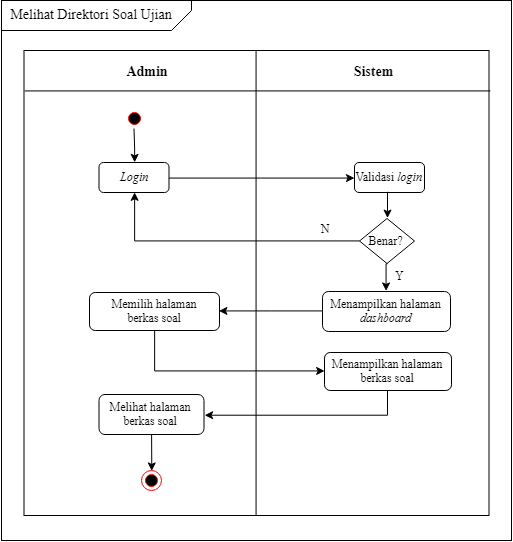 Melihat Direktori Soal Ujian
Admin
Sistem
Login
Validasi login
N
Benar?
Y
Memilih halaman
berkas soal
Menampilkan halaman
dashboard
Menampilkan halaman
berkas soal
Melihat halaman
berkas soal